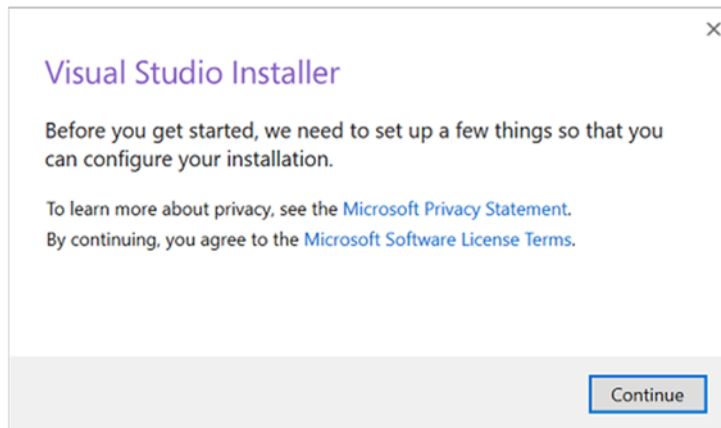 Visual Studio Installer
Before you get started, we need to set up a few things so that you
can configure your installation.
To learn more about privacy, see the Microsoft Privacy Statement.
By continuing, you agree to the Microsoft Software License Terms.
Continue